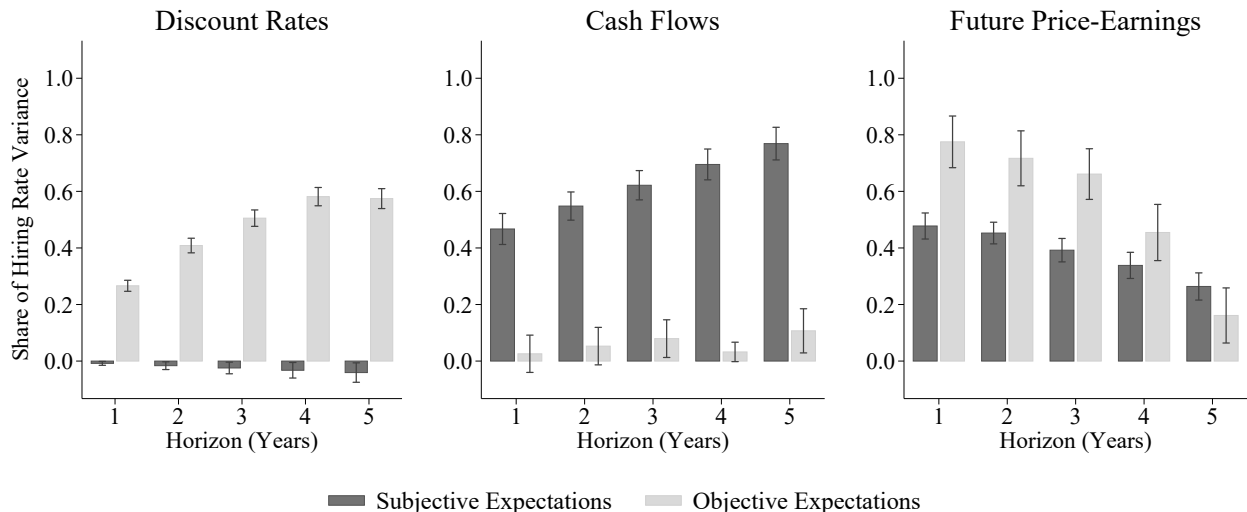 Discount Rates
Cash Flows
Future Price-Earnings
Share of Hiring Rate Variance
1.0
0.8
0.6
0.4
0.2
0.0
1 2 3 4 5
Horizon (Years)
1.0
0.8
0.6
0.4
0.2
0.0
1 2 3 4 5
Horizon (Years)
1.0
0.8
0.6
0.4
0.2
0.0
1 2 3 4 5
Horizon (Years)
Subjective Expectations
Objective Expectations